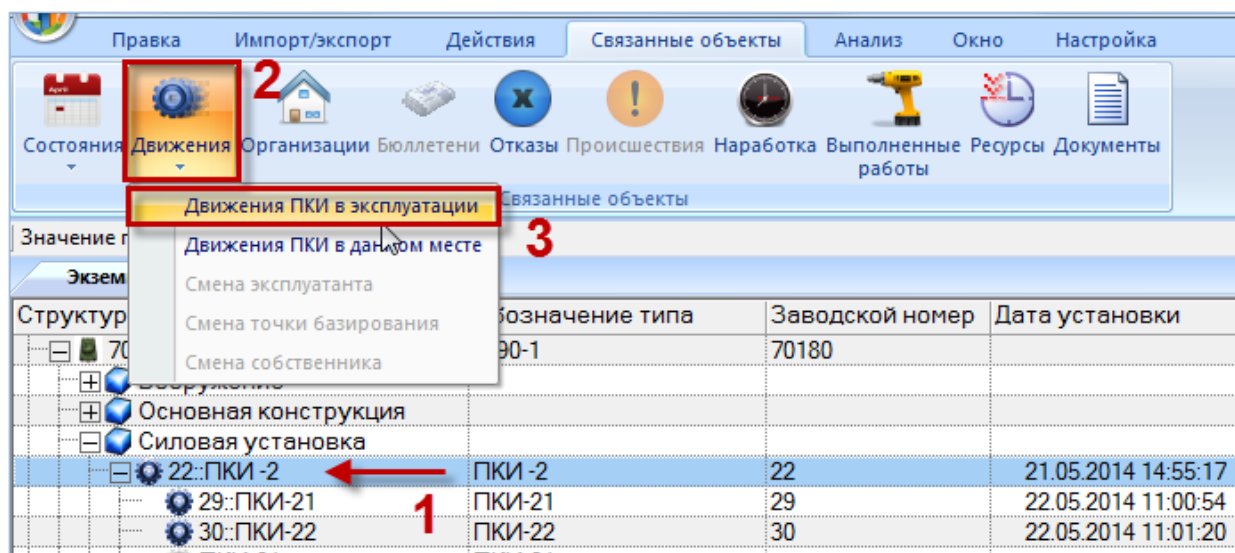 Правка Импорт/экспорт Действия Связанные объекты Анализ Окно Настройка
April
2
Состояния Движения Организации Бюллетени Отказы Происшествия Наработка Выполненные работы Ресурсы Документы
Связанные объекты
Движения ПКИ в эксплуатации
3
Значение
Движения ПКИ в данном месте
Экзем
Смена эксплуатанта
Структур означение типа Заводской номер Дата установки
Смена точки базирования
70 90-1 70180
Смена собственника
Вооружение
Основная конструкция
Силовая установка
22::ПКИ -2 ПКИ -2 22 21.05.2014 14:55:17
1
29::ПКИ-21 ПКИ-21 29 22.05.2014 11:00:54
30::ПКИ-22 ПКИ-22 30 22.05.2014 11:01:20